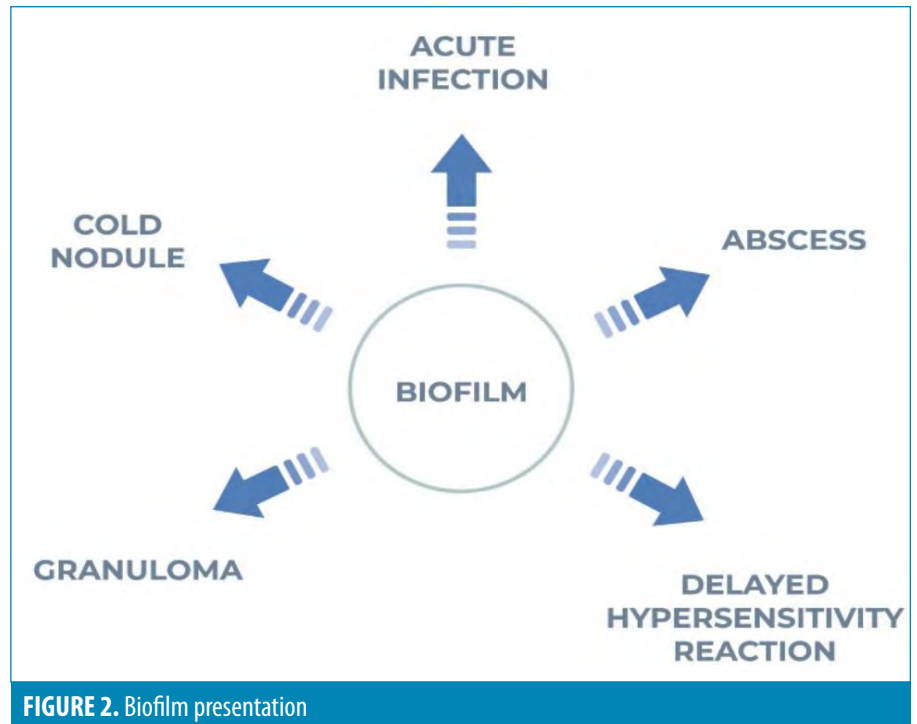 ACUTE
INFECTION
COLD
NODULE
ABSCESS
BIOFILM
GRANULOMA
DELAYED
HYPERSENSITIVITY
REACTION
FIGURE 2. Biofilm presentation